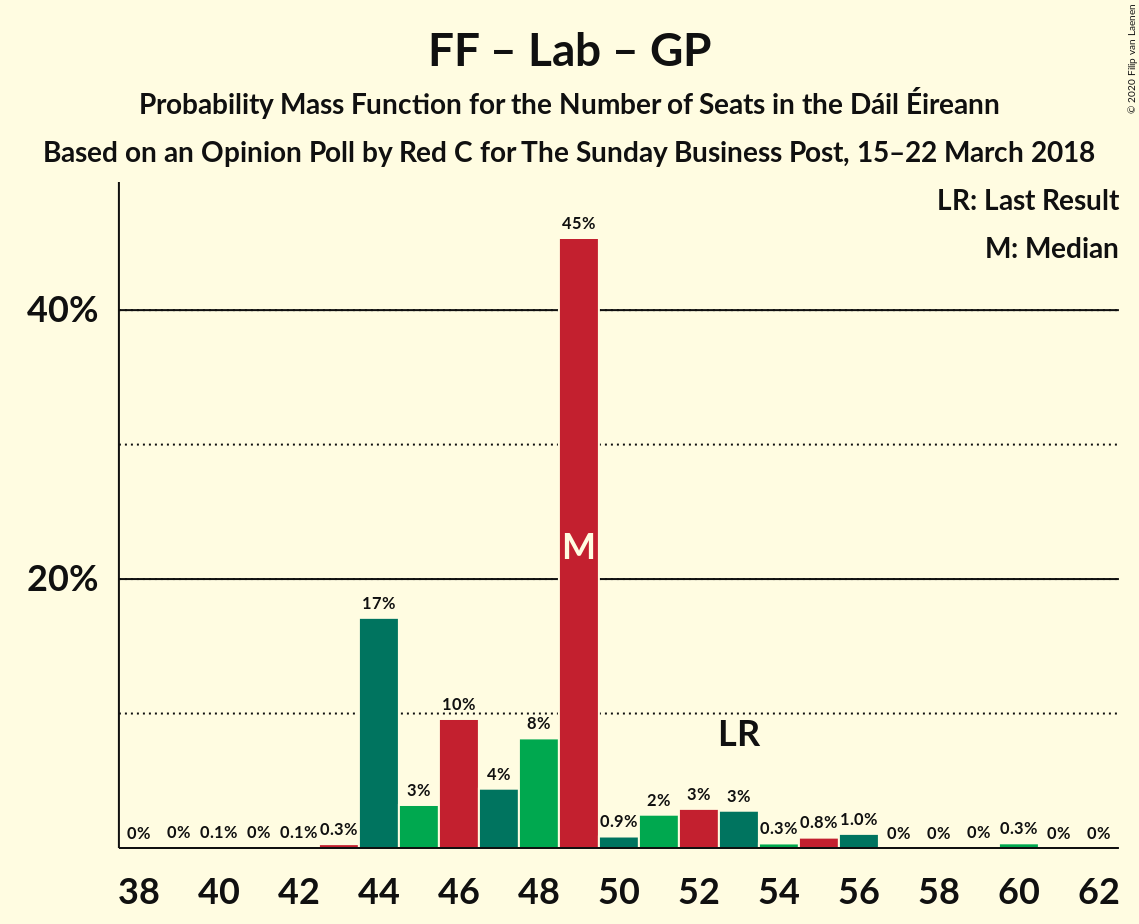 FF – Lab – GP
Probability Mass Function for the Number of Seats in the Dáil Éireann
Based on an Opinion Poll by Red C for The Sunday Business Post, 15–22 March 2018
© 2020 Filip van Laenen
LR: Last Result
M: Median
45%
40%
M
20%
17%
10%
8%
LR
4%
3%
0% 0% 0.1% 0% 0.1% 0.3%
0.9%
2%
3%
3%
0.3%
0.8%
1.0%
0% 0% 0% 0.3% 0% 0%
38 40 42 44 46 48 50 52 54 56 58 60 62